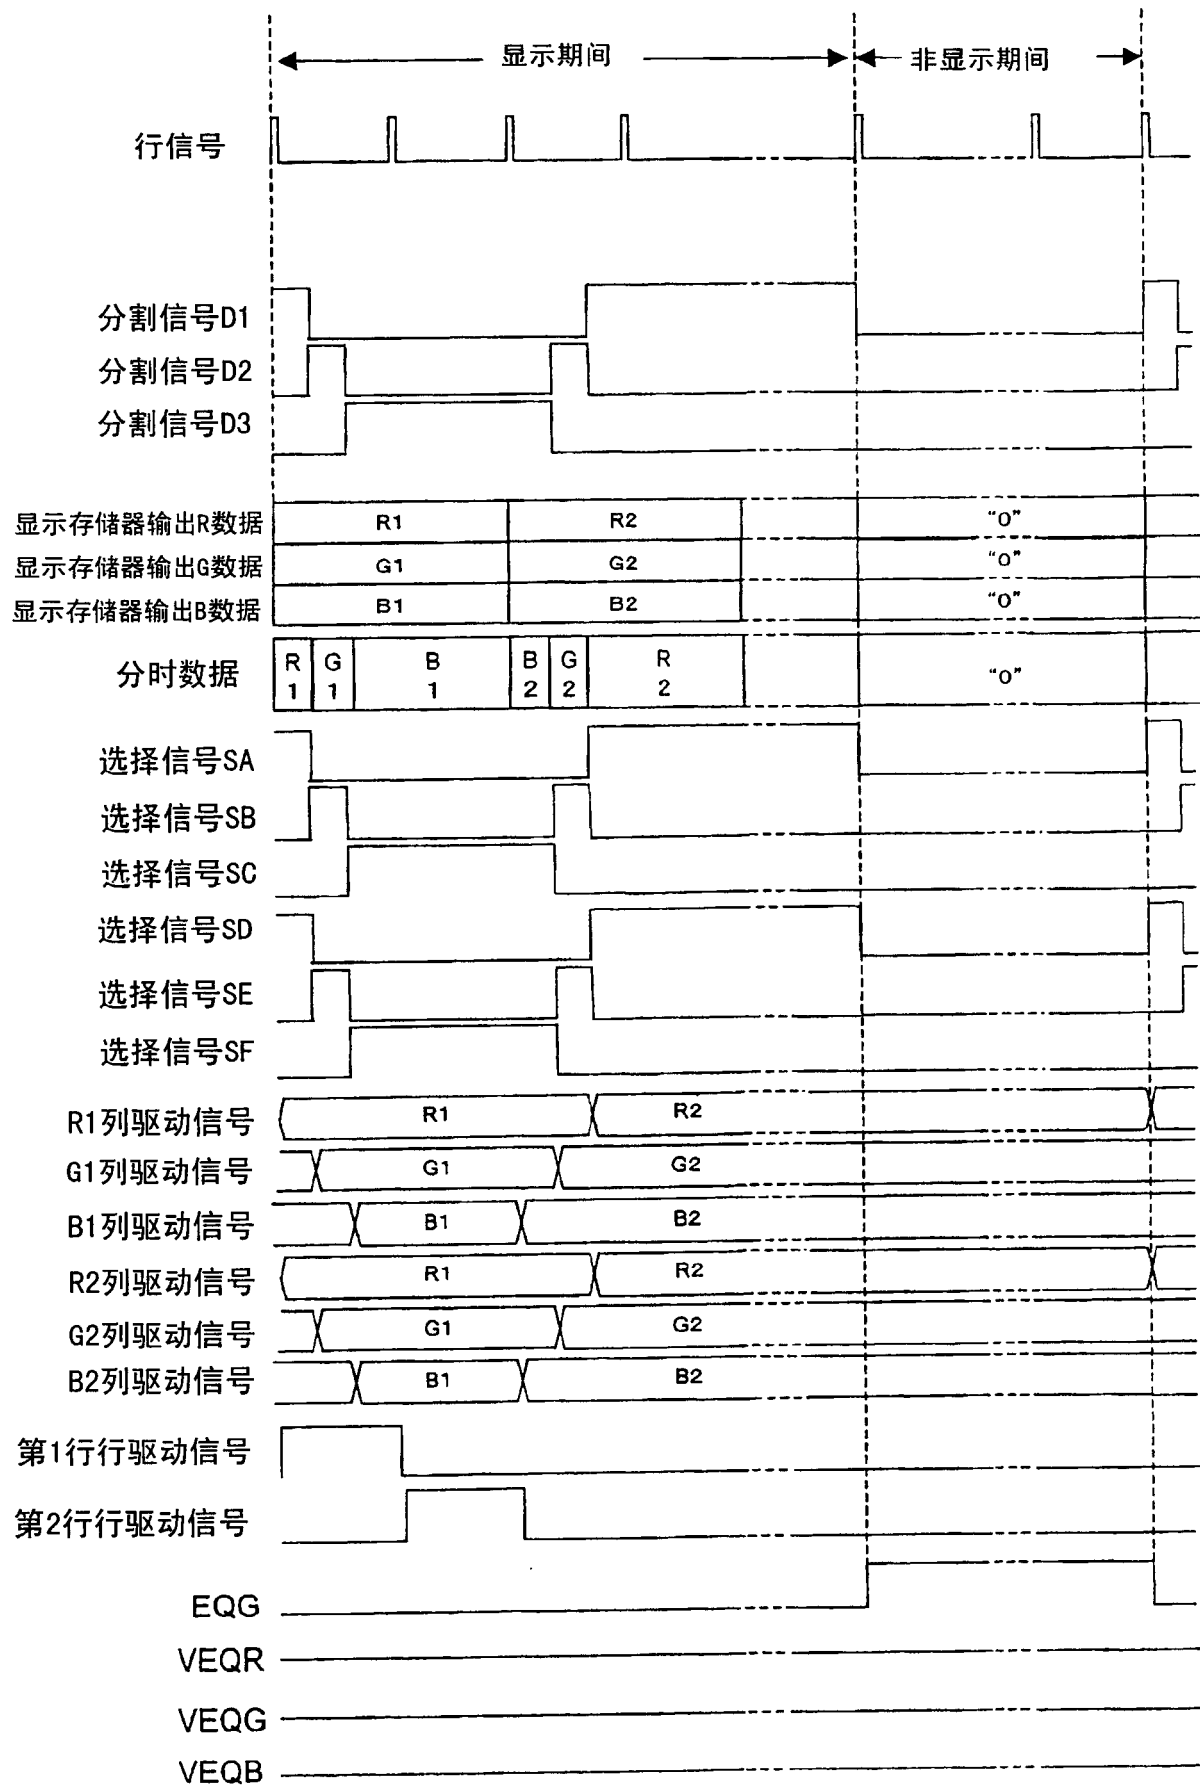 显示期间 非显示期间
行信号
分割信号D1
分割信号D2
分割信号D3
显示存储器输出R数据 R1 R2 "0"
显示存储器输出G数据 G1 G2 "0"
显示存储器输出B数据 B1 B2 "0"
分时数据 R1 G1 B1 B2 G2 R2 "0"
选择信号SA
选择信号SB
选择信号SC
选择信号SD
选择信号SE
选择信号SF
R1列驱动信号 R1 R2
G1列驱动信号 G1 G2
B1列驱动信号 B1 B2
R2列驱动信号 R1 R2
G2列驱动信号 G1 G2
B2列驱动信号 B1 B2
第1行行驱动信号
第2行行驱动信号
EQG
VEQR
VEQG
VEQB